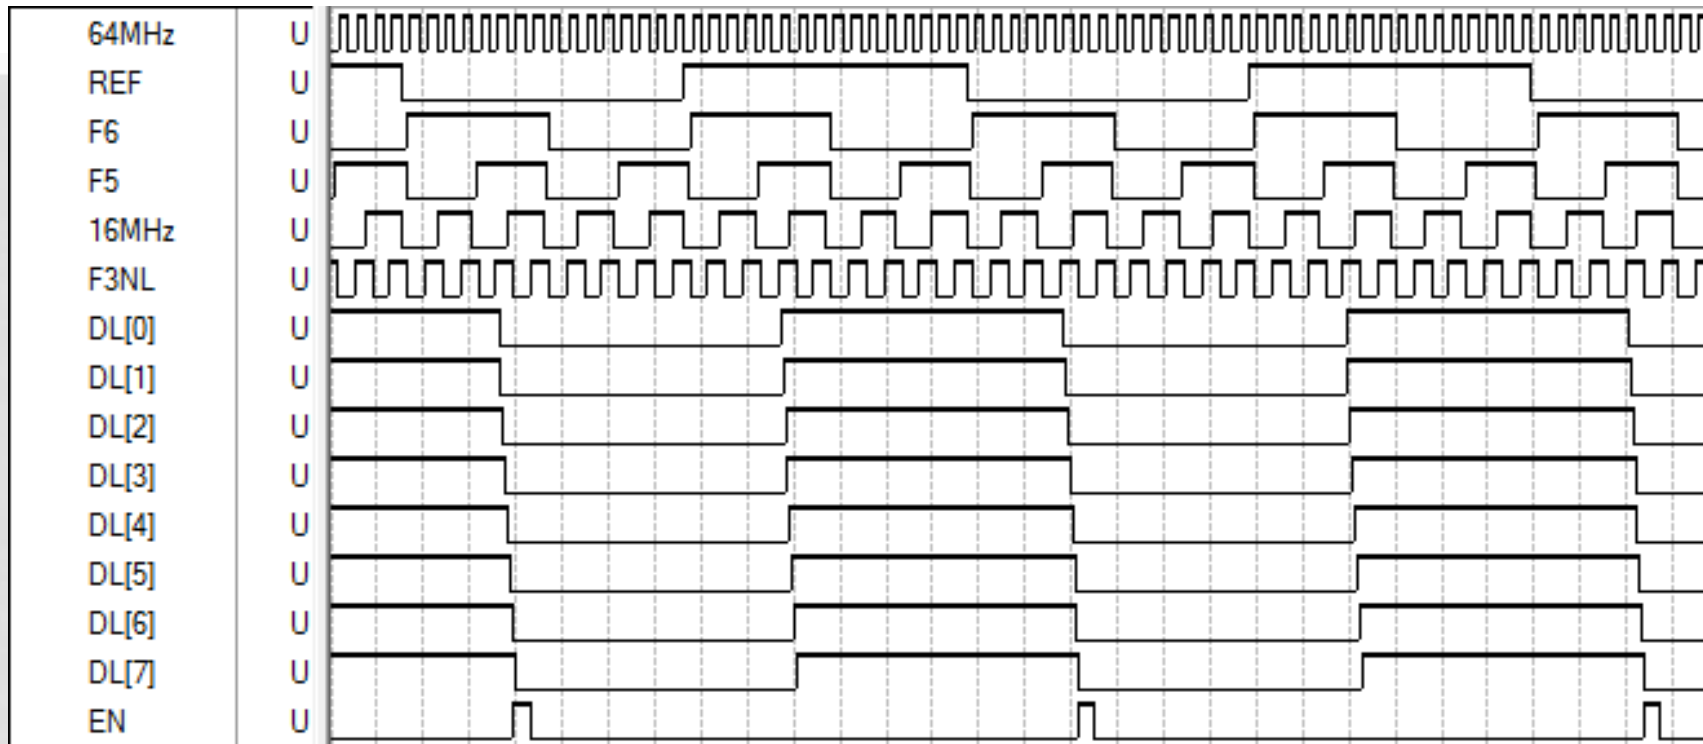 64MHz U
REF U
F6 U
F5 U
16MHz U
F3NL U
DL[0] U
DL[1] U
DL[2] U
DL[3] U
DL[4] U
DL[5] U
DL[6] U
DL[7] U
EN U